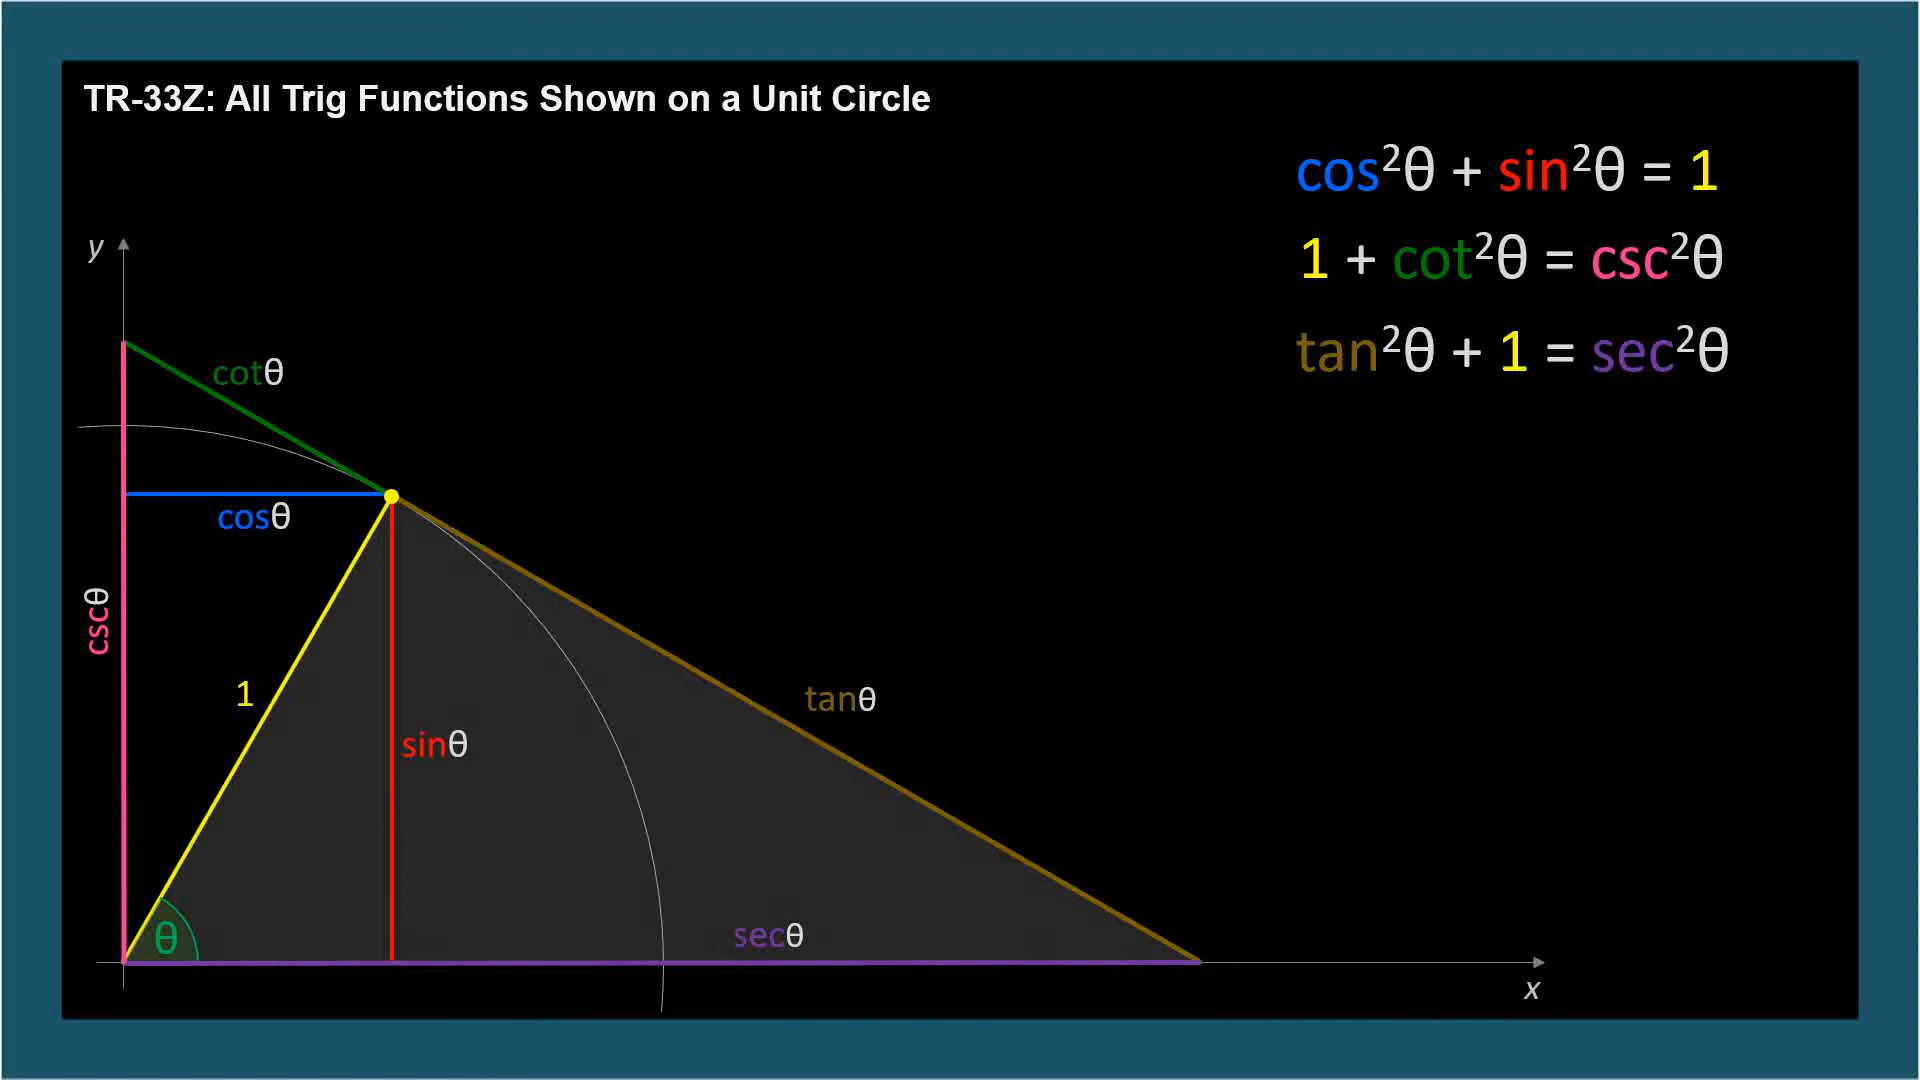 TR-33Z: All Trig Functions Shown on a Unit Circle
cos²θ + sin²θ = 1
1 + cot²θ = csc²θ
tan²θ + 1 = sec²θ
y
cotθ
cosθ
cscθ
1
tanθ
sinθ
θ
secθ
x